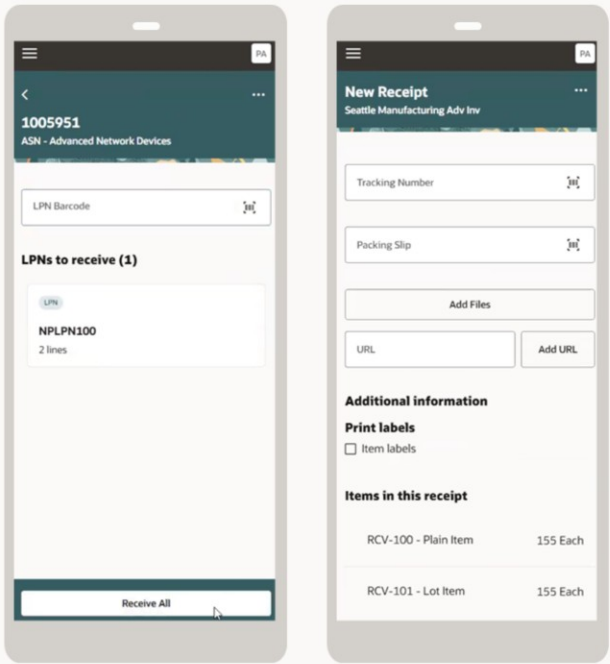 PA
1005951
ASN - Advanced Network Devices
LPN Barcode
LPNs to receive (1)
LPN
NPLPN100
2 lines
Receive All
PA
New Receipt
Seattle Manufacturing Adv Inv
Tracking Number
Packing Slip
Add Files
URL
Add URL
Additional information
Print labels
Item labels
Items in this receipt
RCV-100 - Plain Item 155 Each
RCV-101 - Lot Item 155 Each